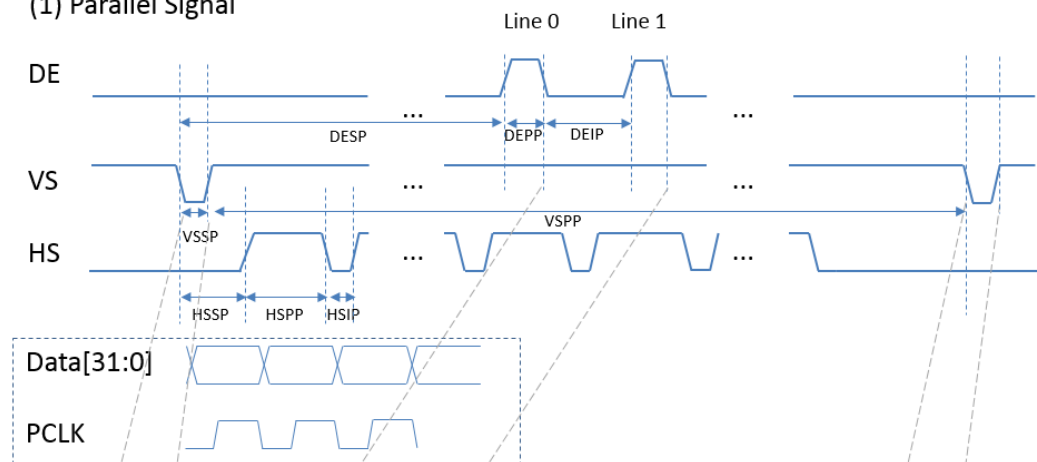 (1) Parallel Signal
Line 0 Line 1
DE
...
...
DESP DEPP DEIP
VS
...
...
VSSP VSPP
HS
...
...
HSSP HSPP HSIP
Data[31:0]
PCLK